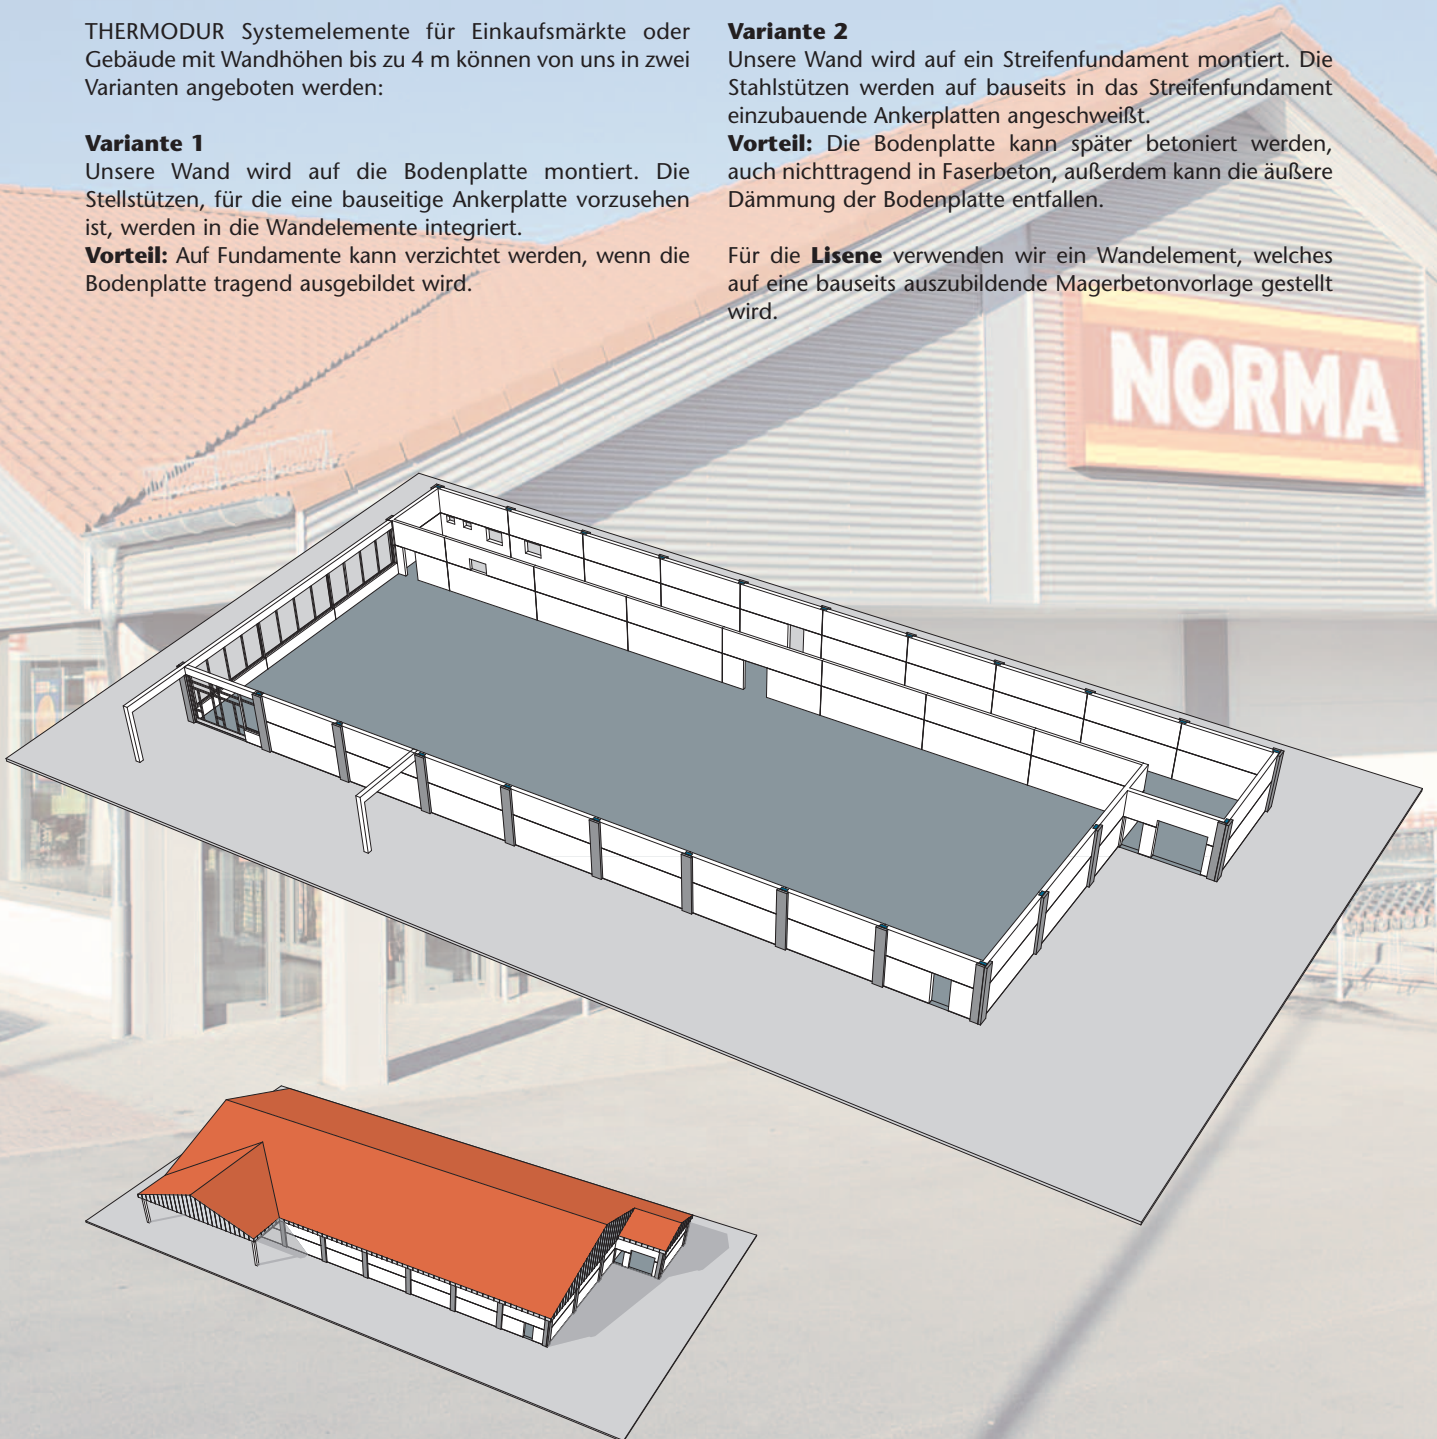 THERMODUR Systemelemente für Einkaufsmärkte oder
Gebäude mit Wandhöhen bis zu 4 m können von uns in zwei
Varianten angeboten werden:
Variante 1
Unsere Wand wird auf die Bodenplatte montiert. Die
Stellstützen, für die eine bauseitige Ankerplatte vorzusehen
ist, werden in die Wandelemente integriert.
Vorteil: Auf Fundamente kann verzichtet werden, wenn die
Bodenplatte tragend ausgebildet wird.
Variante 2
Unsere Wand wird auf ein Streifenfundament montiert. Die
Stahlstützen werden auf bauseits in das Streifenfundament
einzubauende Ankerplatten angeschweißt.
Vorteil: Die Bodenplatte kann später betoniert werden,
auch nichttragend in Faserbeton, außerdem kann die äußere
Dämmung der Bodenplatte entfallen.
Für die Lisene verwenden wir ein Wandelement, welches
auf eine bauseits auszubildende Magerbetonvorlage gestellt
wird.
NORMA